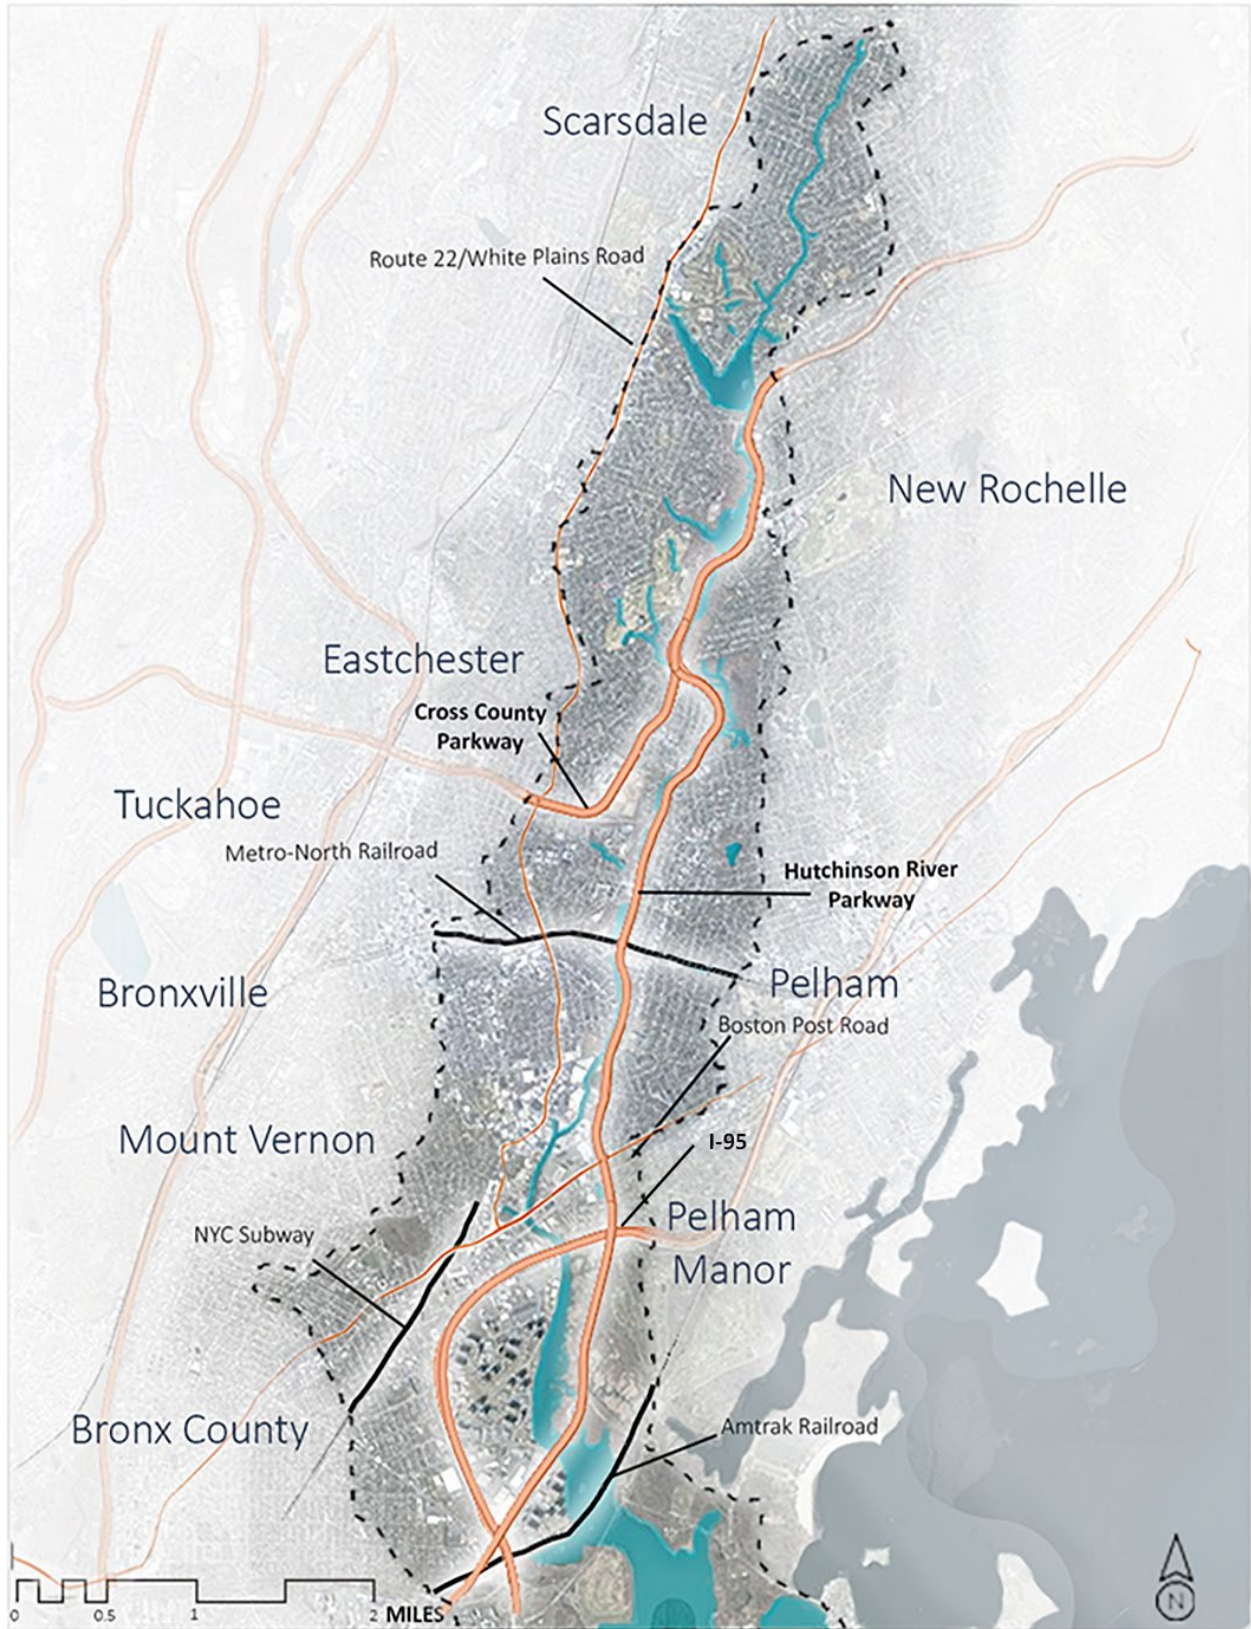 Scarsdale
Route 22/White Plains Road
New Rochelle
Eastchester
Cross County
Parkway
Tuckahoe
Metro-North Railroad
Hutchinson River
Parkway
Pelham
Bronxville
Boston Post Road
Mount Vernon
I-95
Pelham
Manor
NYC Subway
Bronx County
Amtrak Railroad
0 0.5 1 2 MILES
N